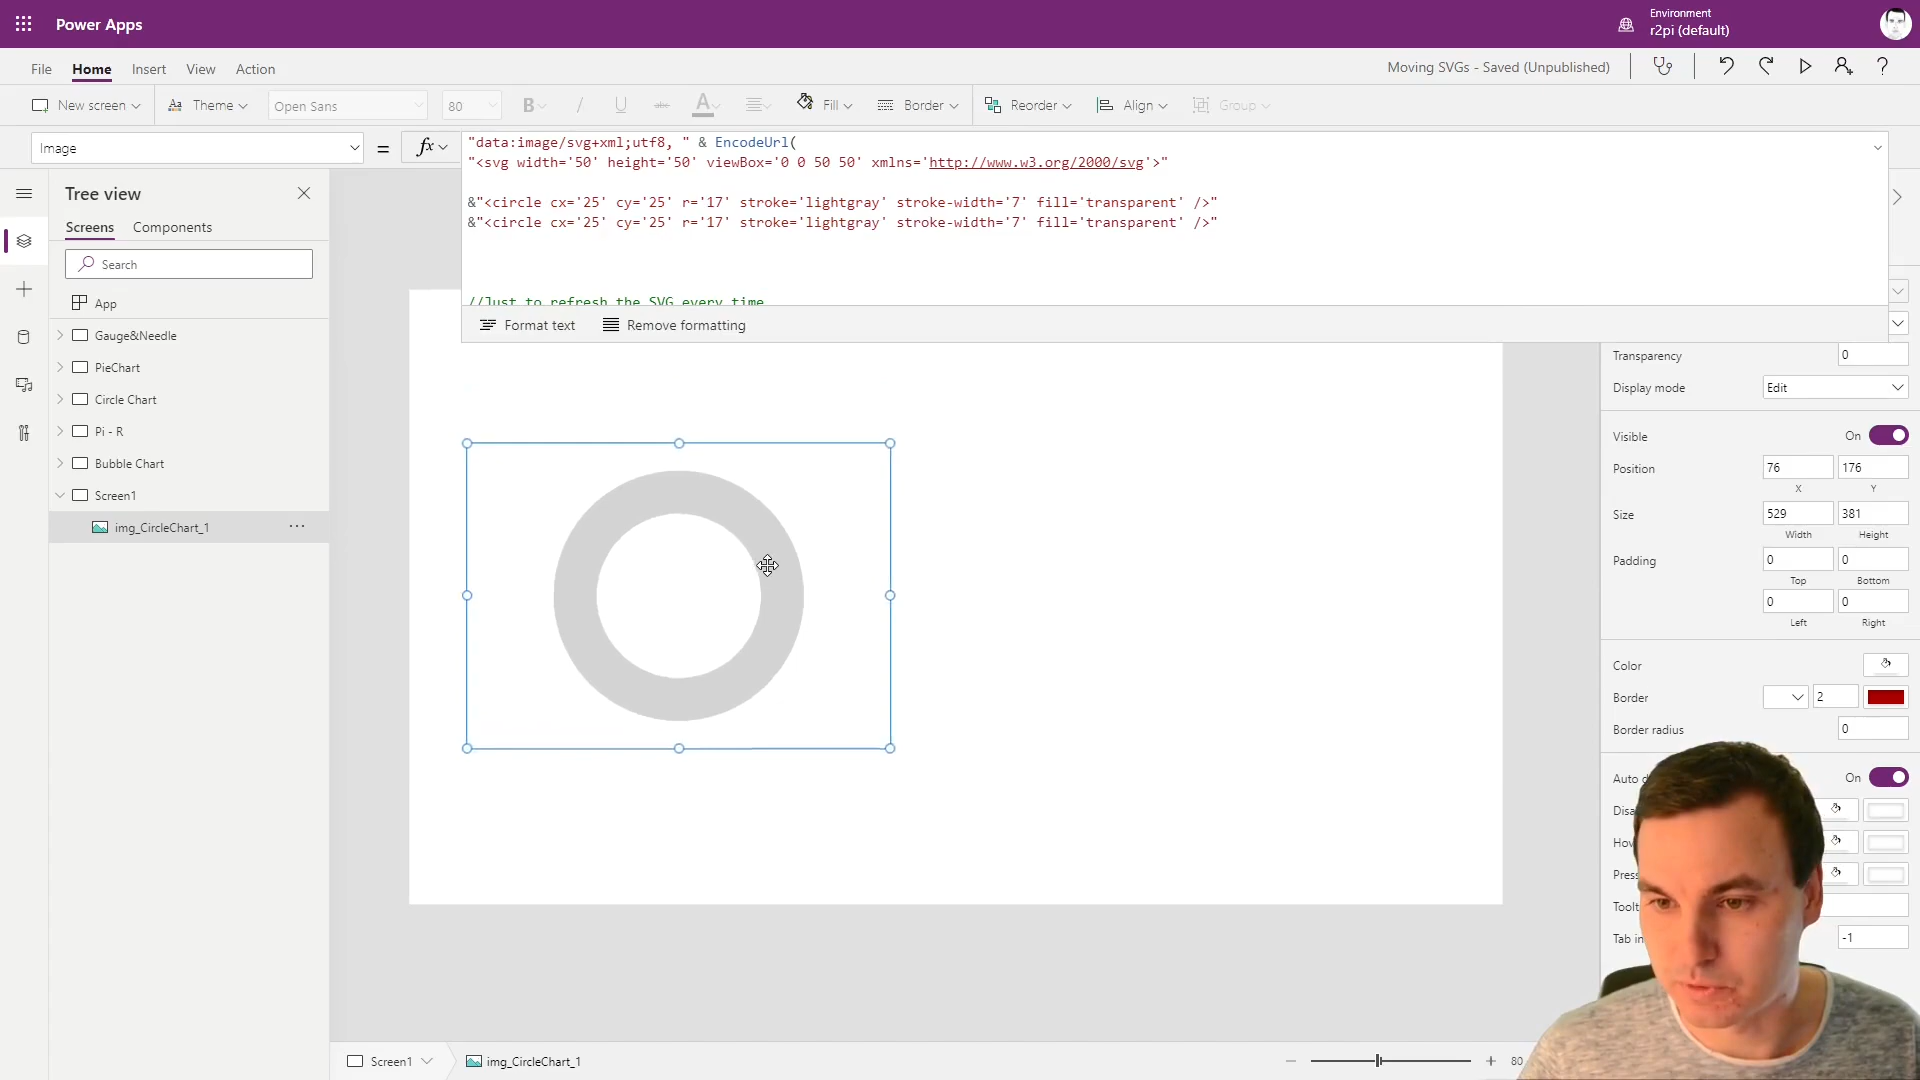 Power Apps
Environment
r2pi (default)
File
Home
Insert
View
Action
Moving SVGs - Saved (Unpublished)
New screen
Theme
Open Sans
80
B
I
U
abc
A
Fill
Border
Reorder
Align
Group
Image
=
fx
"data:image/svg+xml;utf8, " & EncodeUrl(
"<svg width='50' height='50' viewBox='0 0 50 50' xmlns='http://www.w3.org/2000/svg'>"
&"<circle cx='25' cy='25' r='17' stroke='lightgray' stroke-width='7' fill='transparent' />"
&"<circle cx='25' cy='25' r='17' stroke='lightgray' stroke-width='7' fill='transparent' />"
//Just to refresh the SVG every time
Format text
Remove formatting
Tree view
Screens
Components
Search
App
Gauge&Needle
PieChart
Circle Chart
Pi - R
Bubble Chart
Screen1
img_CircleChart_1
Transparency
0
Display mode
Edit
Visible
On
Position
76
176
X
Y
Size
529
381
Width
Height
Padding
0
0
Top
Bottom
0
0
Left
Right
Color
Border
2
Border radius
0
Auto d
On
Disa
Hov
Press
Toolt
Tab in
-1
Screen1
img_CircleChart_1
80